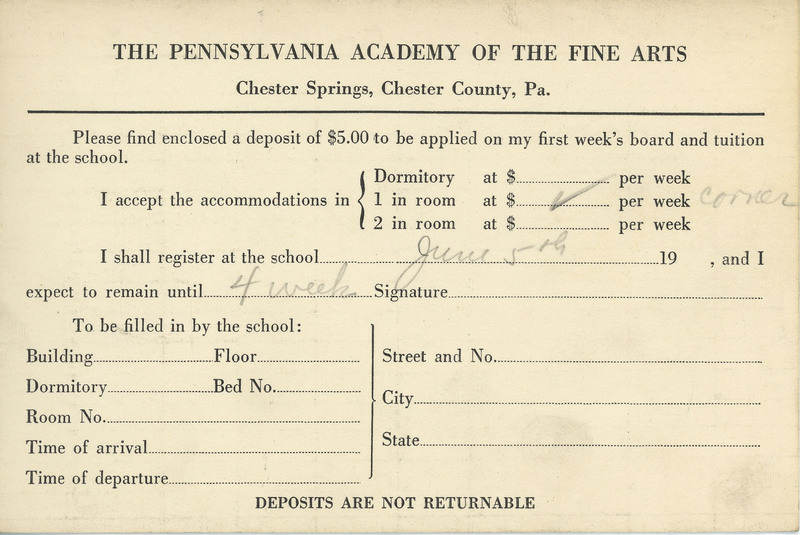 THE PENNSYLVANIA ACADEMY OF THE FINE ARTS
Chester Springs, Chester County, Pa.
Please find enclosed a deposit of $5.00 to be applied on my first week's board and tuition
at the school.
Dormitory at $ per week
I accept the accommodations in { 1 in room at $ ✓ per week corner
2 in room at $ per week
I shall register at the school June 5th 19 , and I
expect to remain until 4 week Signature
To be filled in by the school:
Building Floor
Street and No.
Dormitory Bed No.
City
Room No.
State
Time of arrival
Time of departure
DEPOSITS ARE NOT RETURNABLE